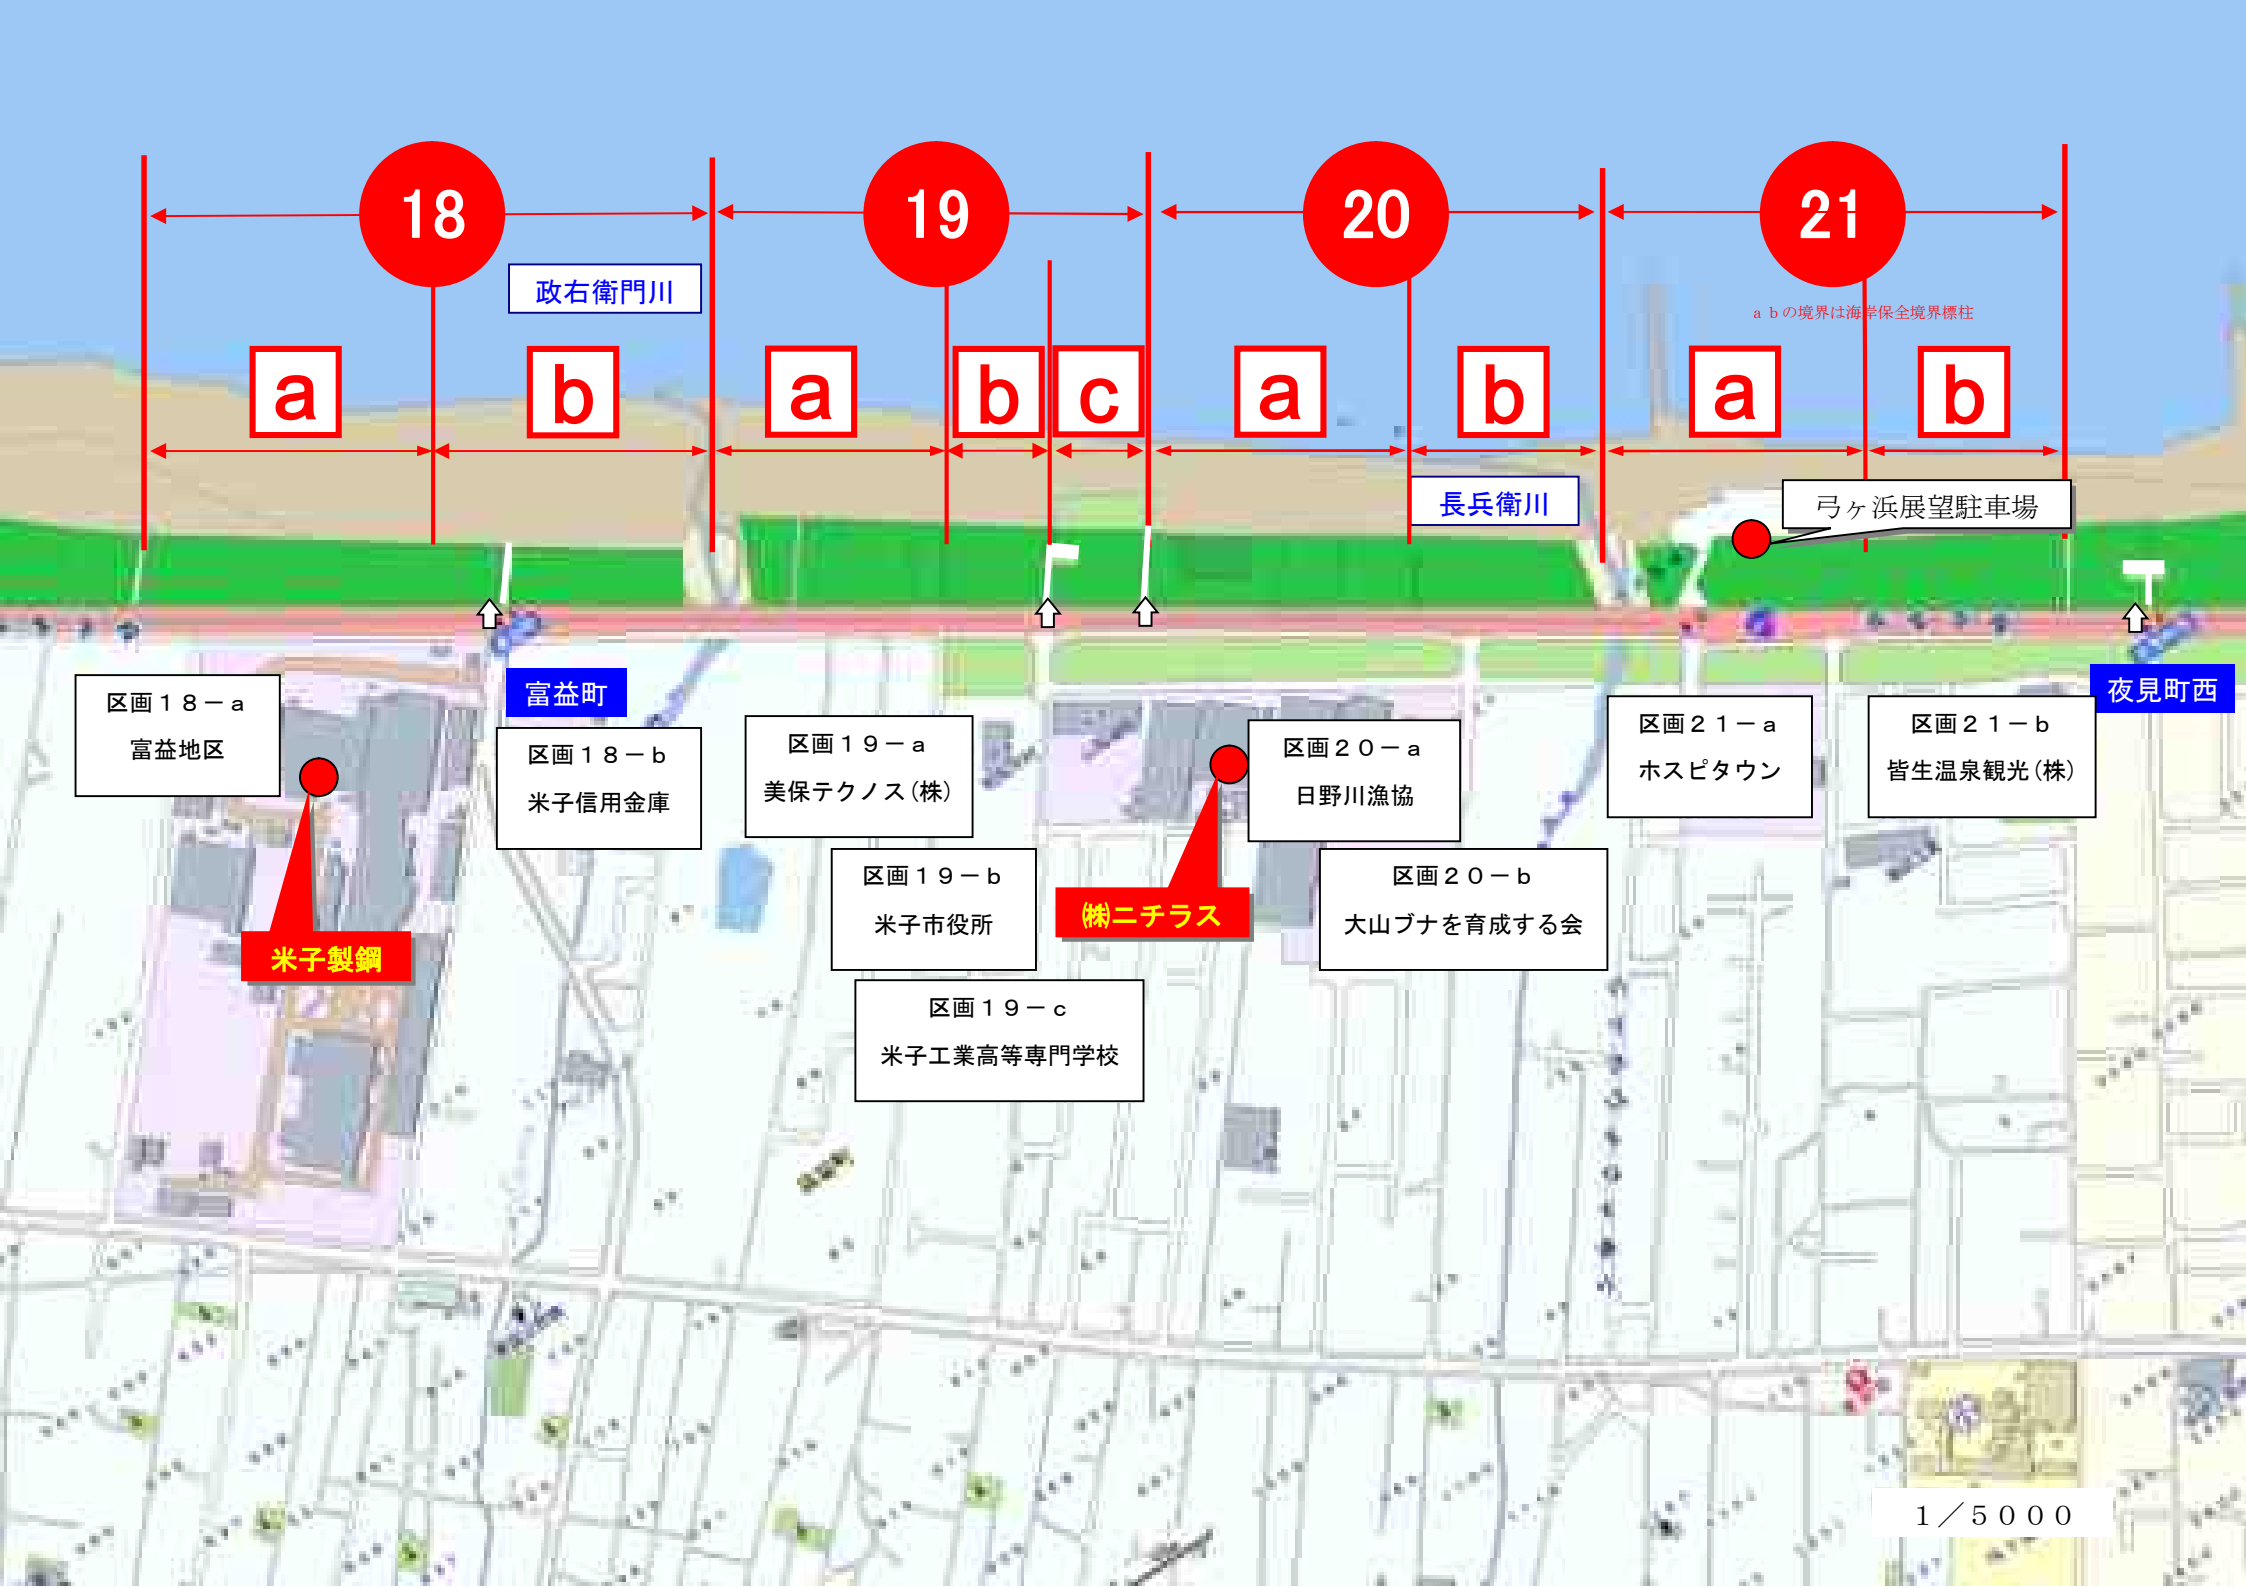 18
19
20
21
政右衛門川
ａｂの境界は海岸保全境界標柱
a
b
a
b
c
a
b
a
b
長兵衛川
弓ヶ浜展望駐車場
区画１８－ａ
富益地区
富益町
区画１８－ｂ
米子信用金庫
区画１９－ａ
美保テクノス(株)
区画２０－ａ
日野川漁協
区画２１－ａ
ホスピタウン
区画２１－ｂ
皆生温泉観光(株)
夜見町西
区画１９－ｂ
米子市役所
㈱ニチラス
区画２０－ｂ
大山ブナを育成する会
米子製鋼
区画１９－ｃ
米子工業高等専門学校
１／５０００